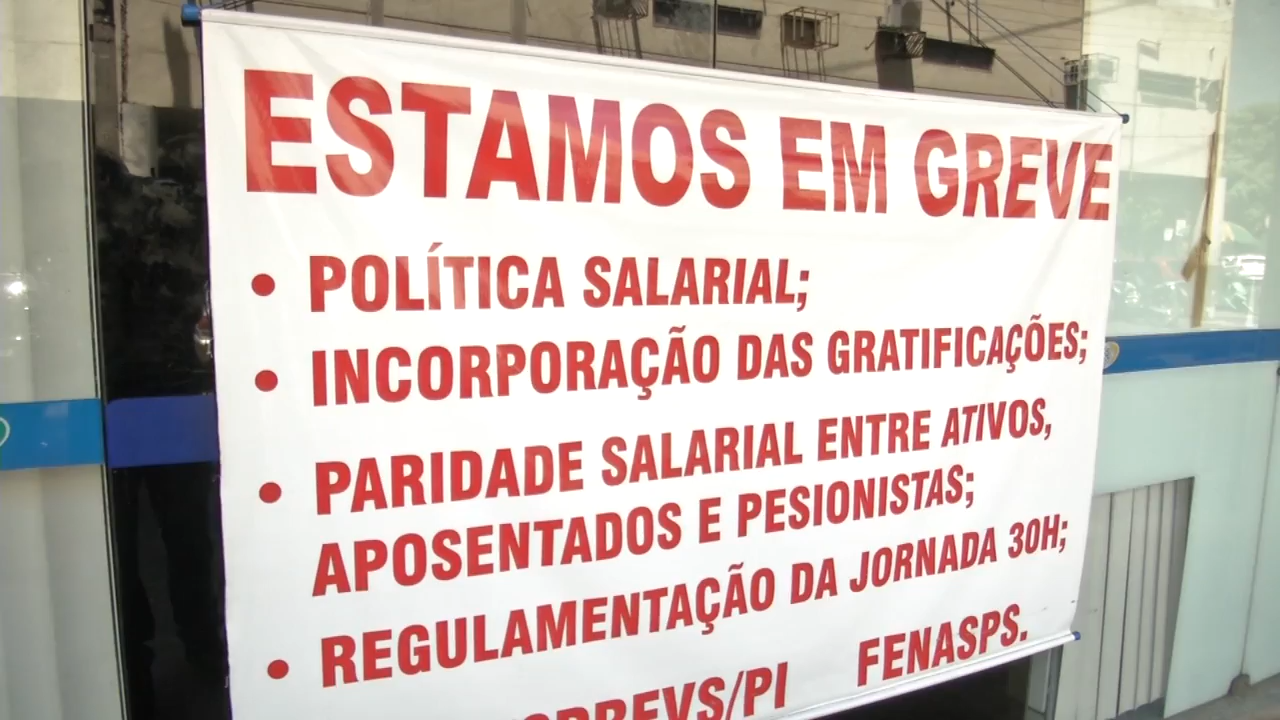 ESTAMOS EM GREVE
• POLÍTICA SALARIAL;
• INCORPORAÇÃO DAS GRATIFICAÇÕES;
• PARIDADE SALARIAL ENTRE ATIVOS,
APOSENTADOS E PESIONISTAS;
• REGULAMENTAÇÃO DA JORNADA 30H;
FENASPS.